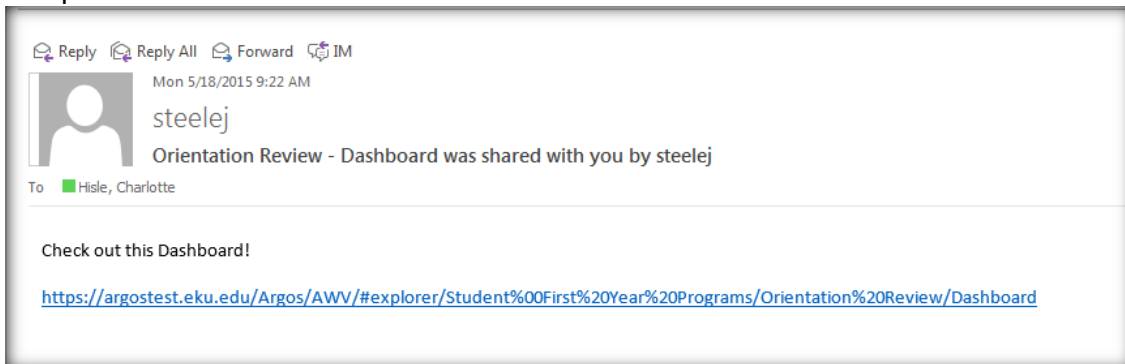 Reply Reply All Forward IM
Mon 5/18/2015 9:22 AM
steelej
Orientation Review - Dashboard was shared with you by steelej
To Hisle, Charlotte
Check out this Dashboard!
https://argostest.eku.edu/Argos/AWV/#explorer/Student%00First%20Year%20Programs/Orientation%20Review/Dashboard